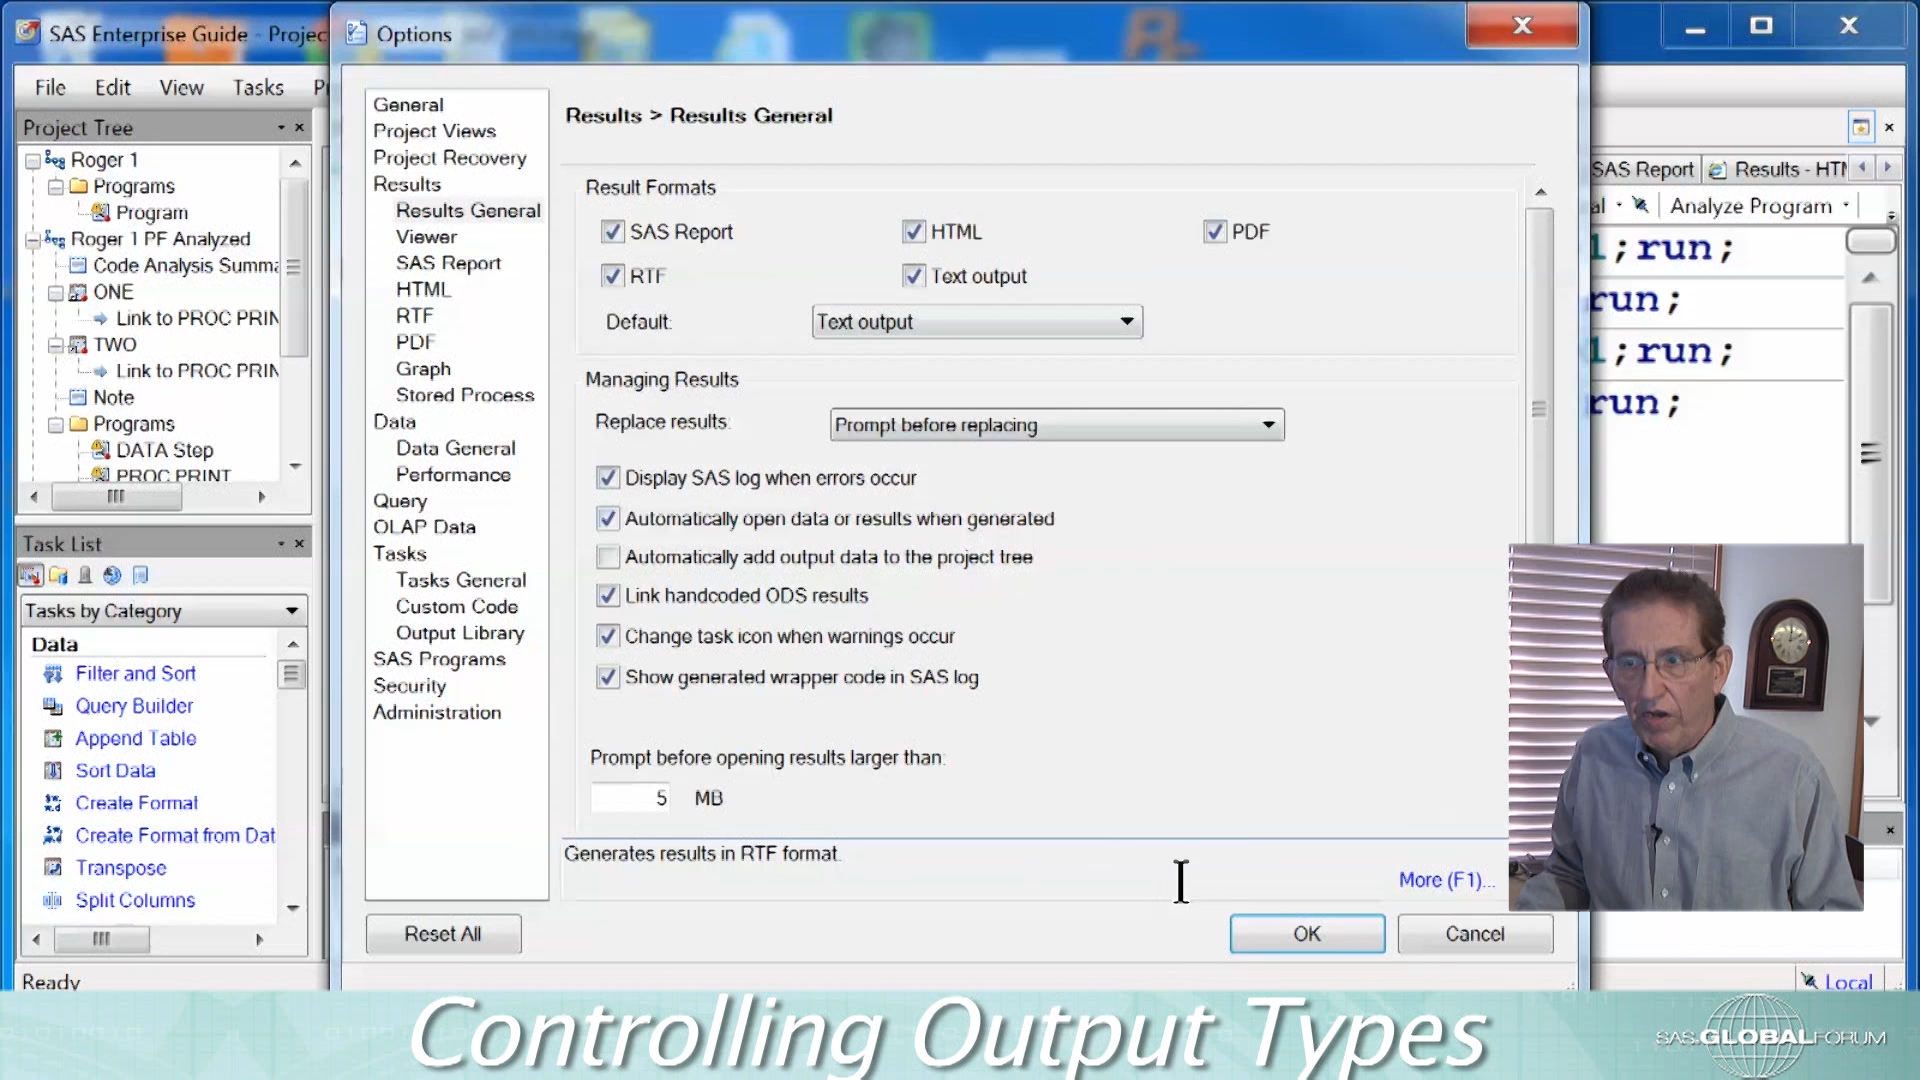 SAS Enterprise Guide - Projec
Options
File Edit View Tasks
Project Tree
Roger 1
Programs
Program
Roger 1 PF Analyzed
Code Analysis Summa
ONE
Link to PROC PRIN
TWO
Link to PROC PRIN
Note
Programs
DATA Step
PROC PRINT
Task List
Tasks by Category
Data
Filter and Sort
Query Builder
Append Table
Sort Data
Create Format
Create Format from Dat
Transpose
Split Columns
Ready
General
Project Views
Project Recovery
Results
Results General
Viewer
SAS Report
HTML
RTF
PDF
Graph
Stored Process
Data
Data General
Performance
Query
OLAP Data
Tasks
Tasks General
Custom Code
Output Library
SAS Programs
Security
Administration
Reset All
Results > Results General
Result Formats
SAS Report HTML PDF
RTF Text output
Default: Text output
Managing Results
Replace results: Prompt before replacing
Display SAS log when errors occur
Automatically open data or results when generated
Automatically add output data to the project tree
Link handcoded ODS results
Change task icon when warnings occur
Show generated wrapper code in SAS log
Prompt before opening results larger than:
5 MB
Generates results in RTF format.
More (F1)...
OK Cancel
SAS Report Results - HTM
al Analyze Program
1;run;
run;
1;run;
run;
Local
Controlling Output Types
SAS GLOBAL FORUM